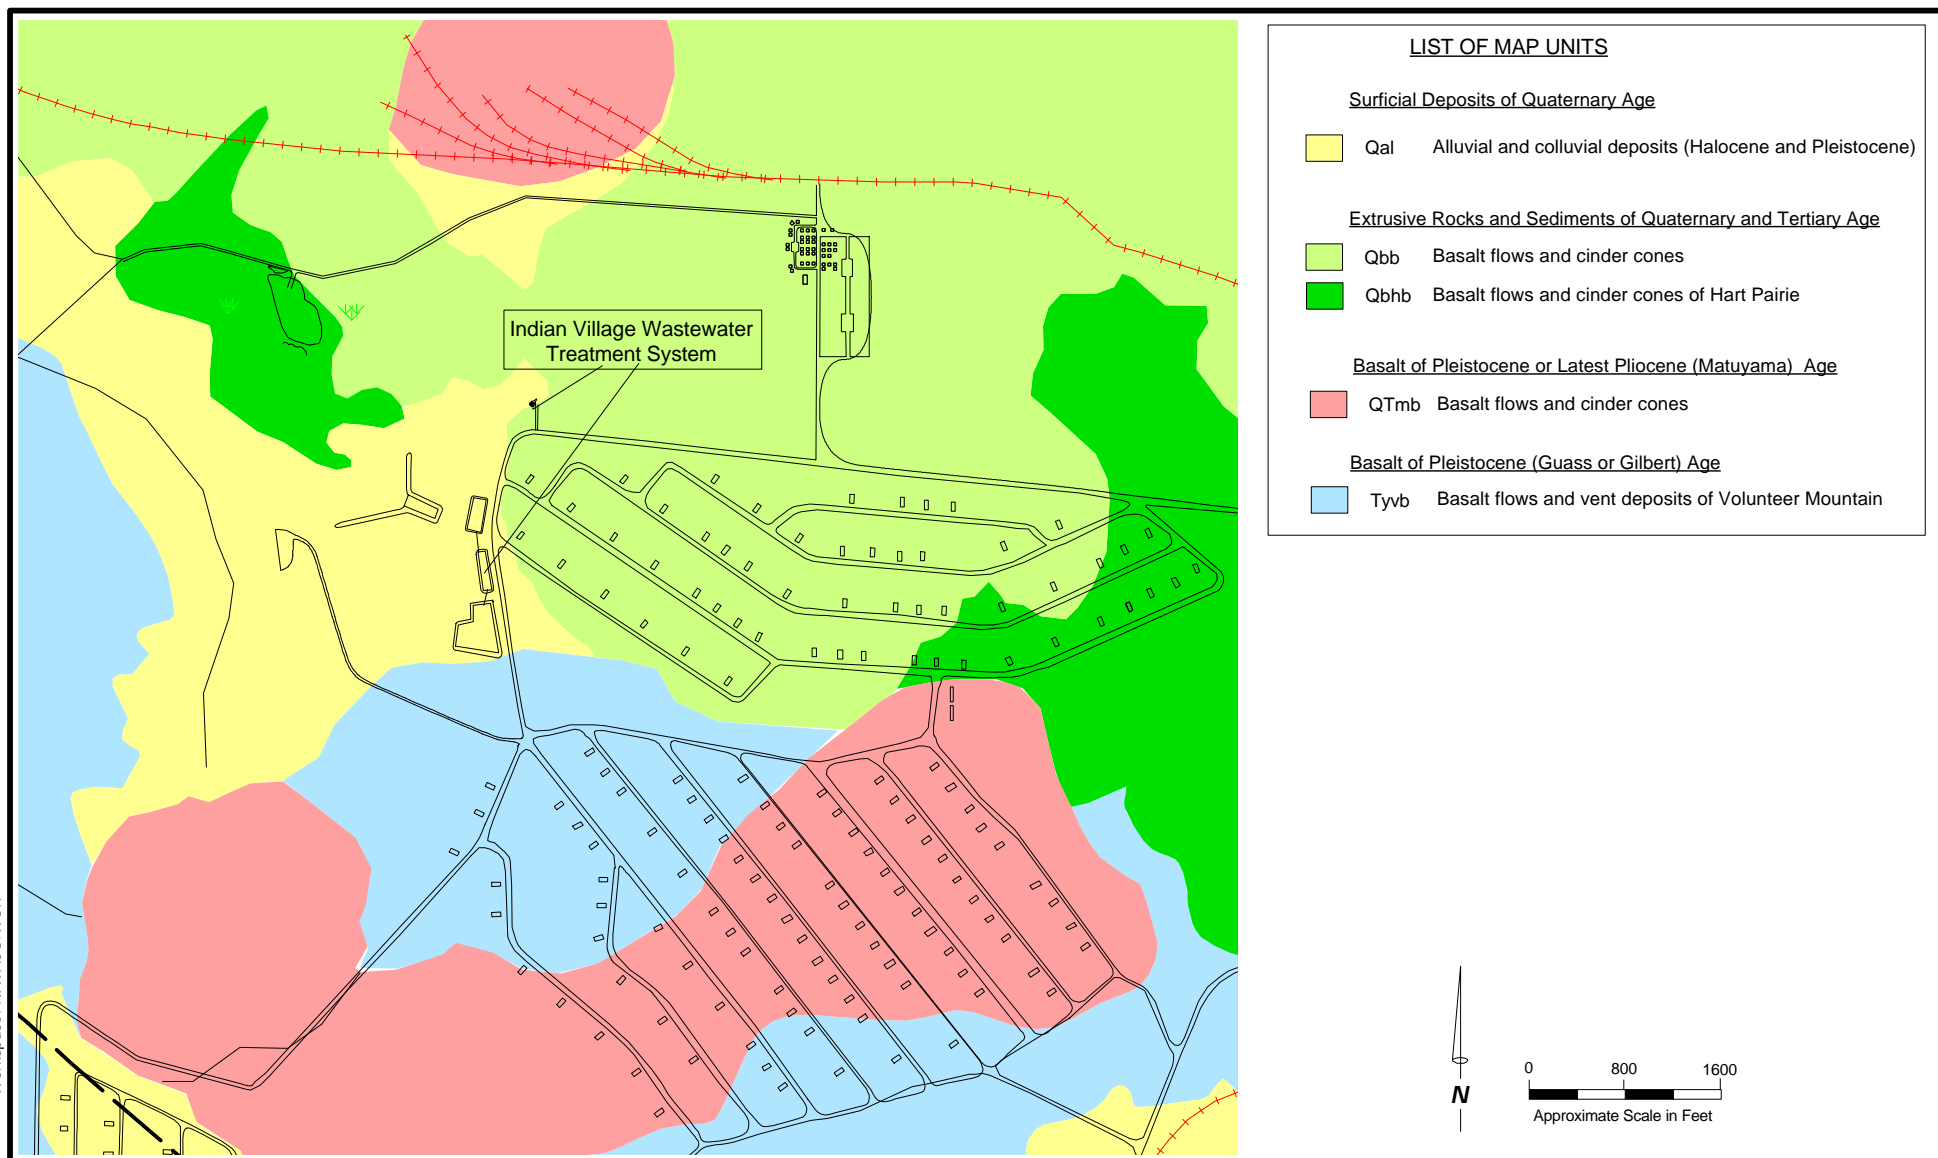 LIST OF MAP UNITS
Surficial Deposits of Quaternary Age
Qal Alluvial and colluvial deposits (Halocene and Pleistocene)
Extrusive Rocks and Sediments of Quaternary and Tertiary Age
Qbb Basalt flows and cinder cones
Qbhb Basalt flows and cinder cones of Hart Pairie
Basalt of Pleistocene or Latest Pliocene (Matuyama) Age
QTmb Basalt flows and cinder cones
Basalt of Pleistocene (Guass or Gilbert) Age
Tyvb Basalt flows and vent deposits of Volunteer Mountain
Indian Village Wastewater
Treatment System
N
0 800 1600
Approximate Scale in Feet